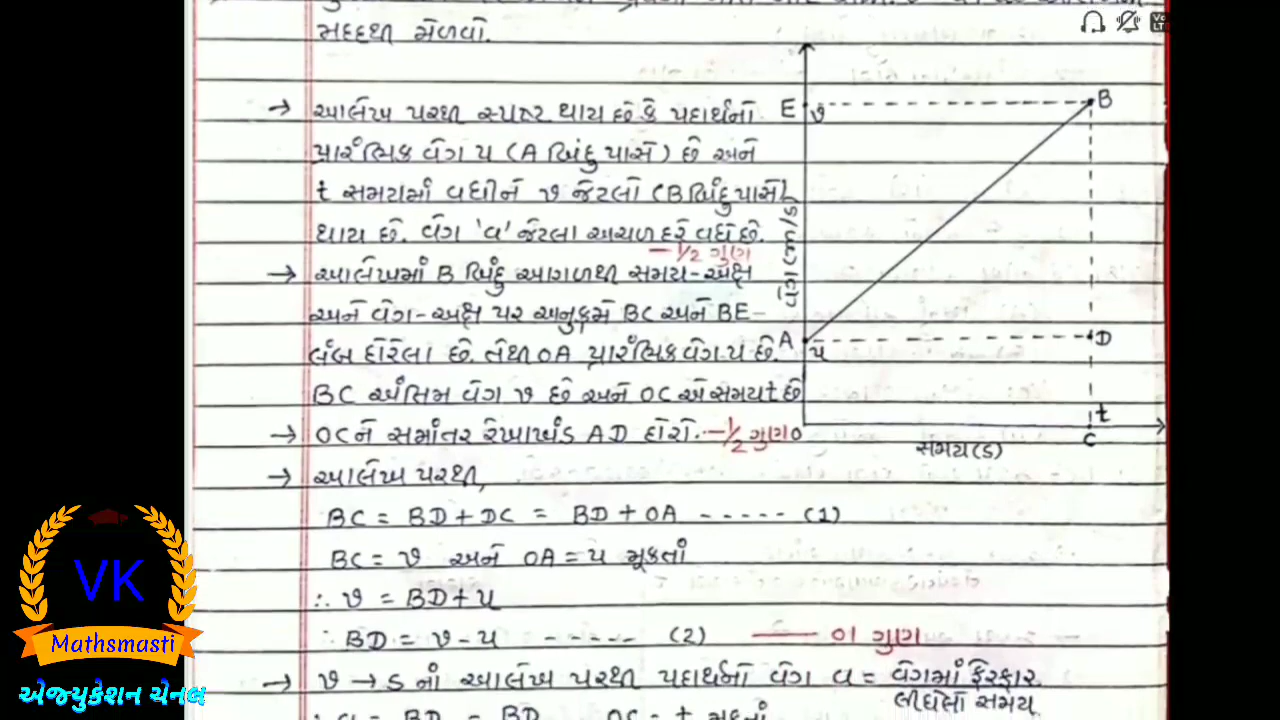 મદદથી મેળવો.
→ આલેખ પરથી સ્પષ્ટ થાય છે કે પદાર્થનો
પ્રારંભિક વેગ u (A બિંદુ પાસે) છે અને
t સમયમાં વધીને v જેટલો (B બિંદુ પાસે)
થાય છે. વેગ 'a' જેટલા અચળ દરે વધે છે.
– 1/2 ગુણ
→ આલેખમાં B બિંદુ આગળથી સમય-અક્ષ
અને વેગ-અક્ષ પર અનુક્રમે BC અને BE-
લંબ દોરેલા છે. તેથી OA પ્રારંભિક વેગ u છે.
BC અંતિમ વેગ v છે અને OC એ સમય t છે
→ OC ને સમાંતર રેખાખંડ AD દોરો. – 1/2 ગુણ
→ આલેખ પરથી,
BC = BD + DC = BD + OA ----- (1)
BC = v અને OA = u મૂકતાં
∴ v = BD + u
∴ BD = v - u ----- (2) —— 01 ગુણ
→ v → s નાં આલેખ પરથી પદાર્થનો વેગ a = વેગમાં ફેરફાર
લીધેલો સમય
E v B
વેગ (m/s)
A u D
O t
C
સમય (s)
VK
Mathsmasti
એજ્યુકેશન ચેનલ